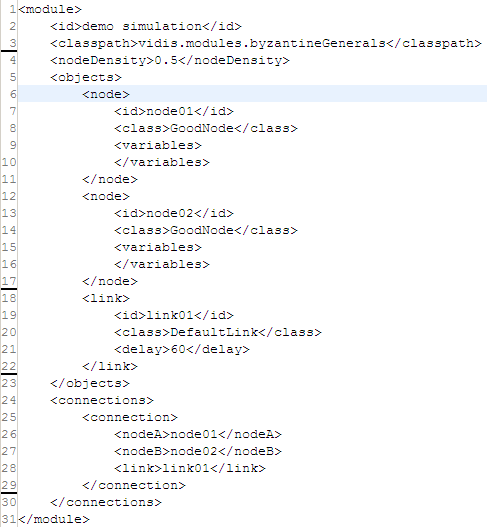 1<module>
2    <id>demo simulation</id>
3    <classpath>vidis.modules.byzantineGenerals</classpath>
4    <nodeDensity>0.5</nodeDensity>
5    <objects>
6        <node>
7            <id>node01</id>
8            <class>GoodNode</class>
9            <variables>
10            </variables>
11        </node>
12        <node>
13            <id>node02</id>
14            <class>GoodNode</class>
15            <variables>
16            </variables>
17        </node>
18        <link>
19            <id>link01</id>
20            <class>DefaultLink</class>
21            <delay>60</delay>
22        </link>
23    </objects>
24    <connections>
25        <connection>
26            <nodeA>node01</nodeA>
27            <nodeB>node02</nodeB>
28            <link>link01</link>
29        </connection>
30    </connections>
31</module>